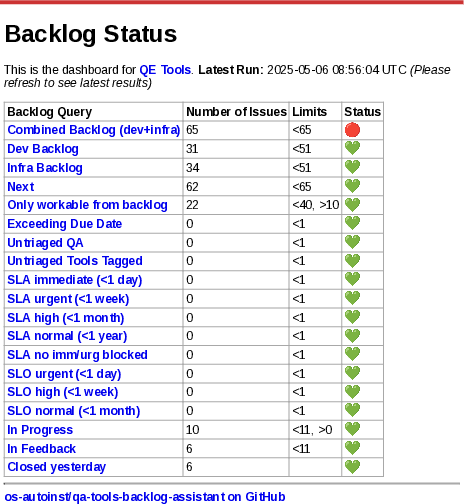 Backlog Status
This is the dashboard for QE Tools. Latest Run: 2025-05-06 08:56:04 UTC (Please
refresh to see latest results)
Backlog Query Number of Issues Limits Status
Combined Backlog (dev+infra) 65 <65
Dev Backlog 31 <51
Infra Backlog 34 <51
Next 62 <65
Only workable from backlog 22 <40, >10
Exceeding Due Date 0 <1
Untriaged QA 0 <1
Untriaged Tools Tagged 0 <1
SLA immediate (<1 day) 0 <1
SLA urgent (<1 week) 0 <1
SLA high (<1 month) 0 <1
SLA normal (<1 year) 0 <1
SLA no imm/urg blocked 0 <1
SLO urgent (<1 day) 0 <1
SLO high (<1 week) 0 <1
SLO normal (<1 month) 0 <1
In Progress 10 <11, >0
In Feedback 6 <11
Closed yesterday 6
os-autoinst/qa-tools-backlog-assistant on GitHub